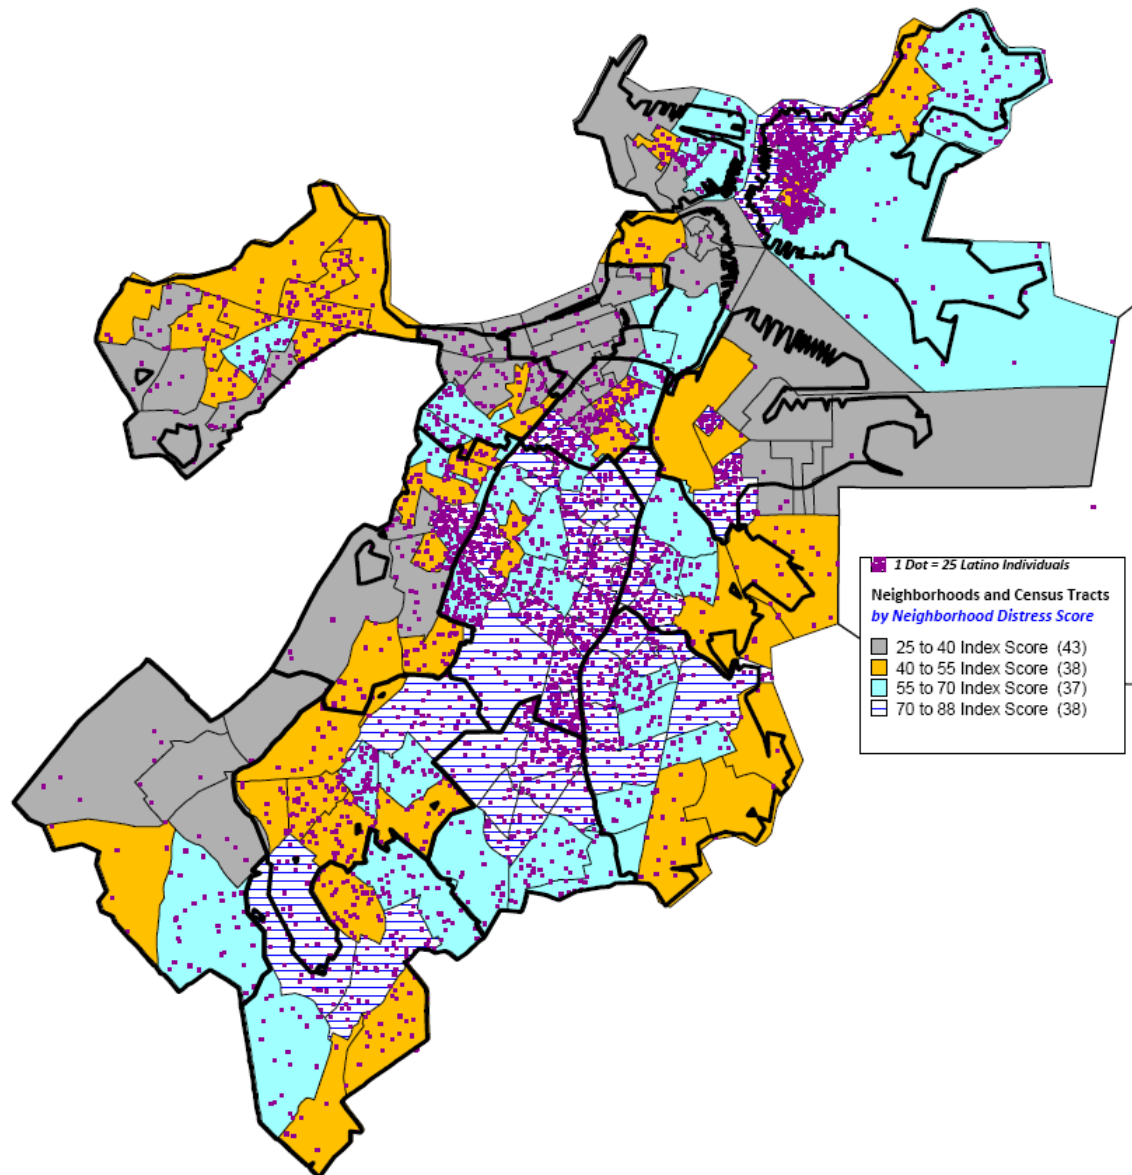 1 Dot = 25 Latino Individuals
Neighborhoods and Census Tracts
by Neighborhood Distress Score
25 to 40 Index Score (43)
40 to 55 Index Score (38)
55 to 70 Index Score (37)
70 to 88 Index Score (38)